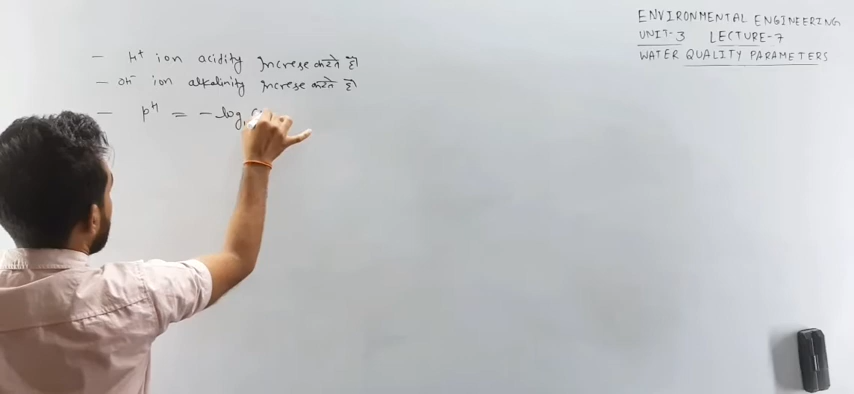 ENVIRONMENTAL ENGINEERING
UNIT-3 LECTURE-7
WATER QUALITY PARAMETERS
- H+ ion acidity Increse करते है।
- OH- ion alkalinity Increse करते है।
- pH = -log